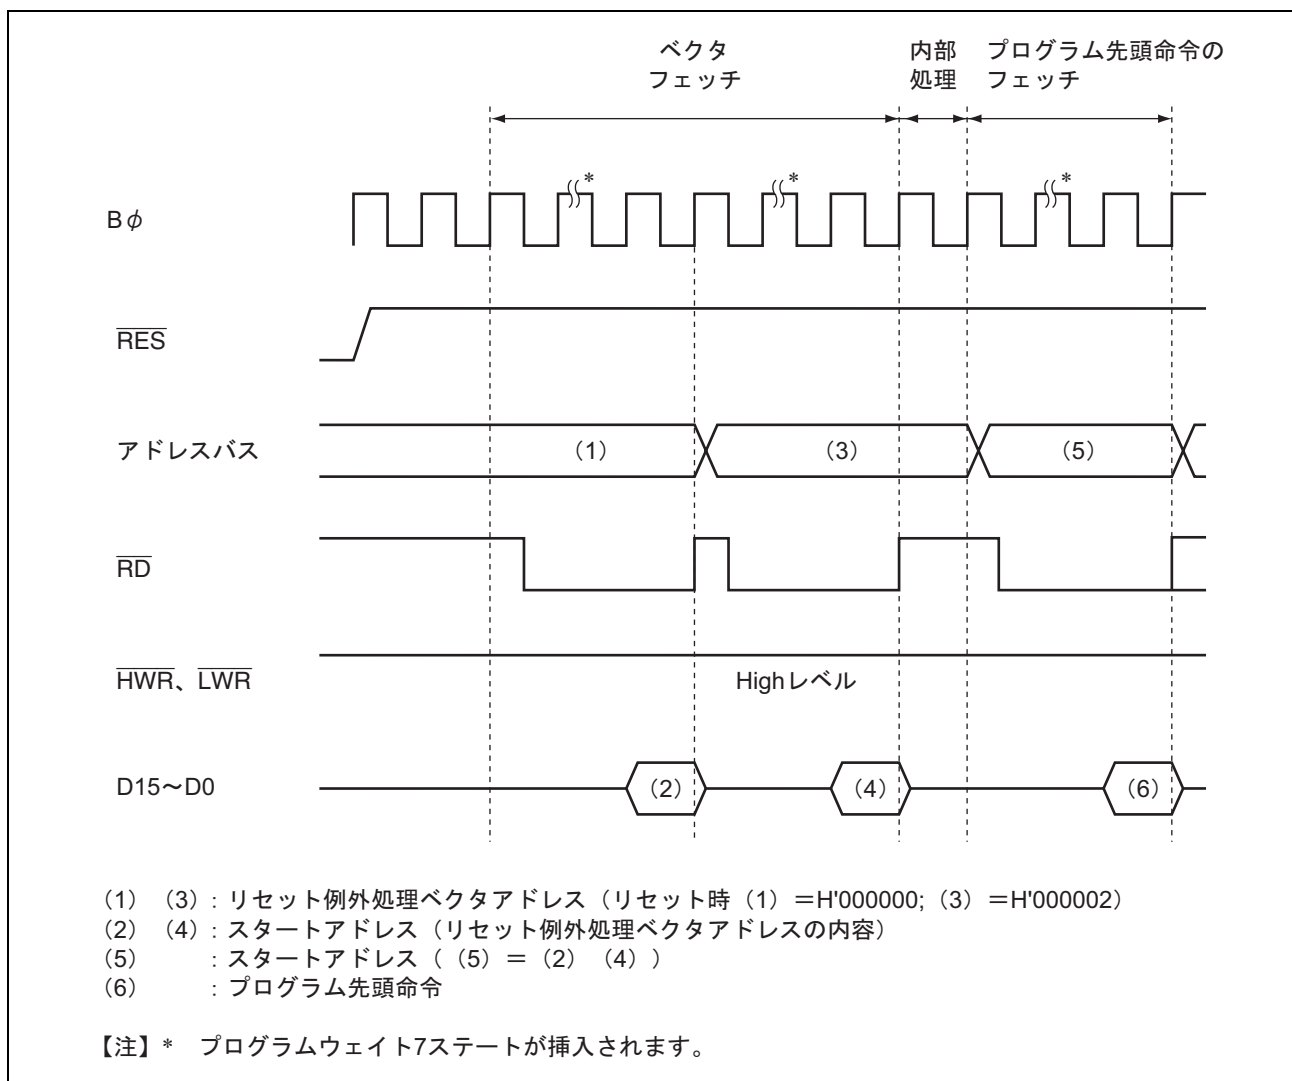 ベクタ
フェッチ
内部
処理
プログラム先頭命令の
フェッチ
*
*
*
Bφ
RES
アドレスバス
(1)
(3)
(5)
RD
HWR、LWR
Highレベル
D15〜D0
(2)
(4)
(6)
(1)(3):リセット例外処理ベクタアドレス(リセット時(1)=H'000000;(3)=H'000002)
(2)(4):スタートアドレス(リセット例外処理ベクタアドレスの内容)
(5) :スタートアドレス((5)=(2)(4))
(6) :プログラム先頭命令
【注】* プログラムウェイト7ステートが挿入されます。